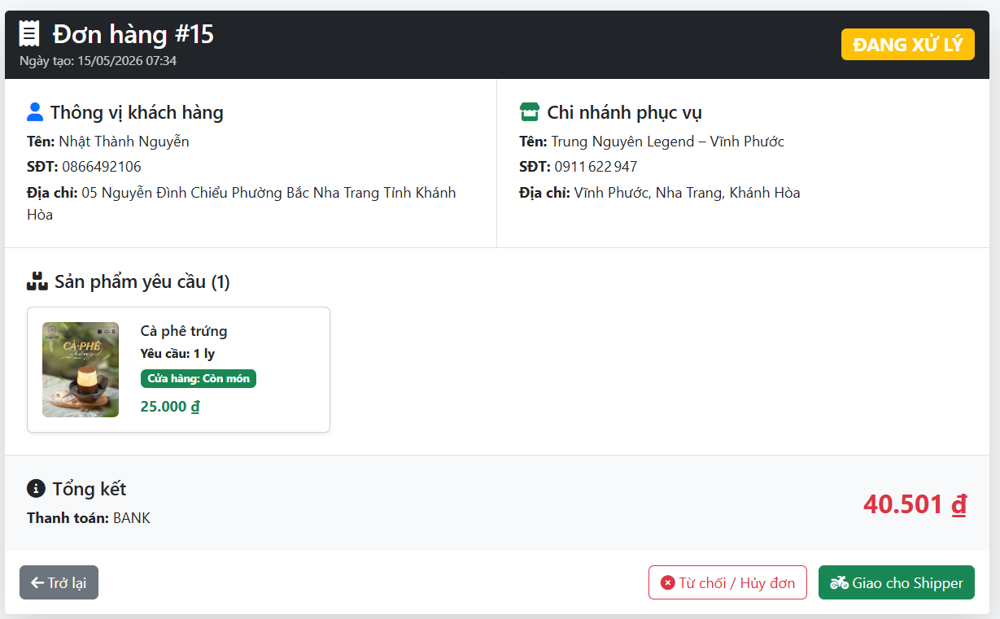 Đơn hàng #15
Ngày tạo: 15/05/2026 07:34
ĐANG XỬ LÝ
Thông vị khách hàng
Tên: Nhật Thành Nguyễn
SĐT: 0866492106
Địa chỉ: 05 Nguyễn Đình Chiểu Phường Bắc Nha Trang Tỉnh Khánh
Hòa
Chi nhánh phục vụ
Tên: Trung Nguyên Legend – Vĩnh Phước
SĐT: 0911 622 947
Địa chỉ: Vĩnh Phước, Nha Trang, Khánh Hòa
Sản phẩm yêu cầu (1)
CÀ PHÊ
trứng
Cà phê trứng
Yêu cầu: 1 ly
Cửa hàng: Còn món
25.000 ₫
Tổng kết
Thanh toán: BANK
40.501 ₫
Trở lại
Từ chối / Hủy đơn
Giao cho Shipper